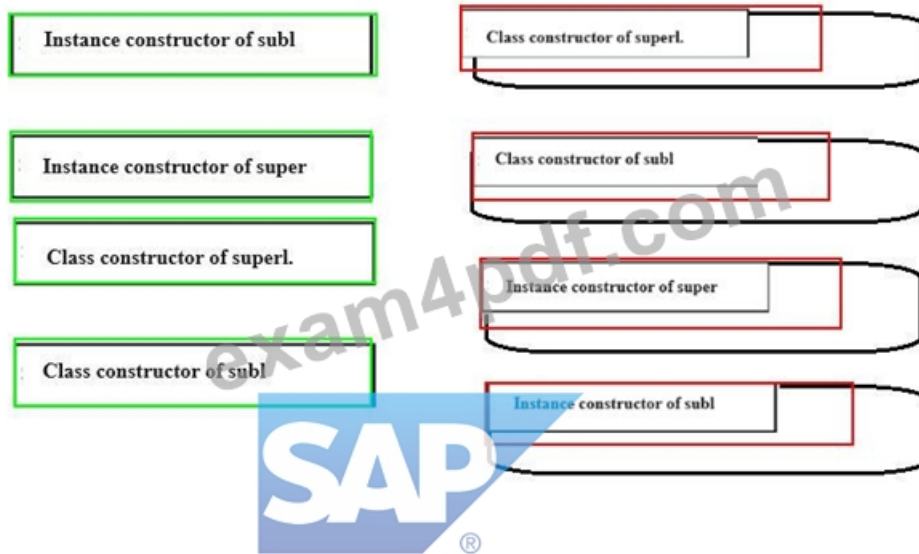 Instance constructor of subl
Instance constructor of super
Class constructor of superl.
Class constructor of subl
Class constructor of superl.
Class constructor of subl
Instance constructor of super
Instance constructor of subl
exam4pdf.com
SAP
®